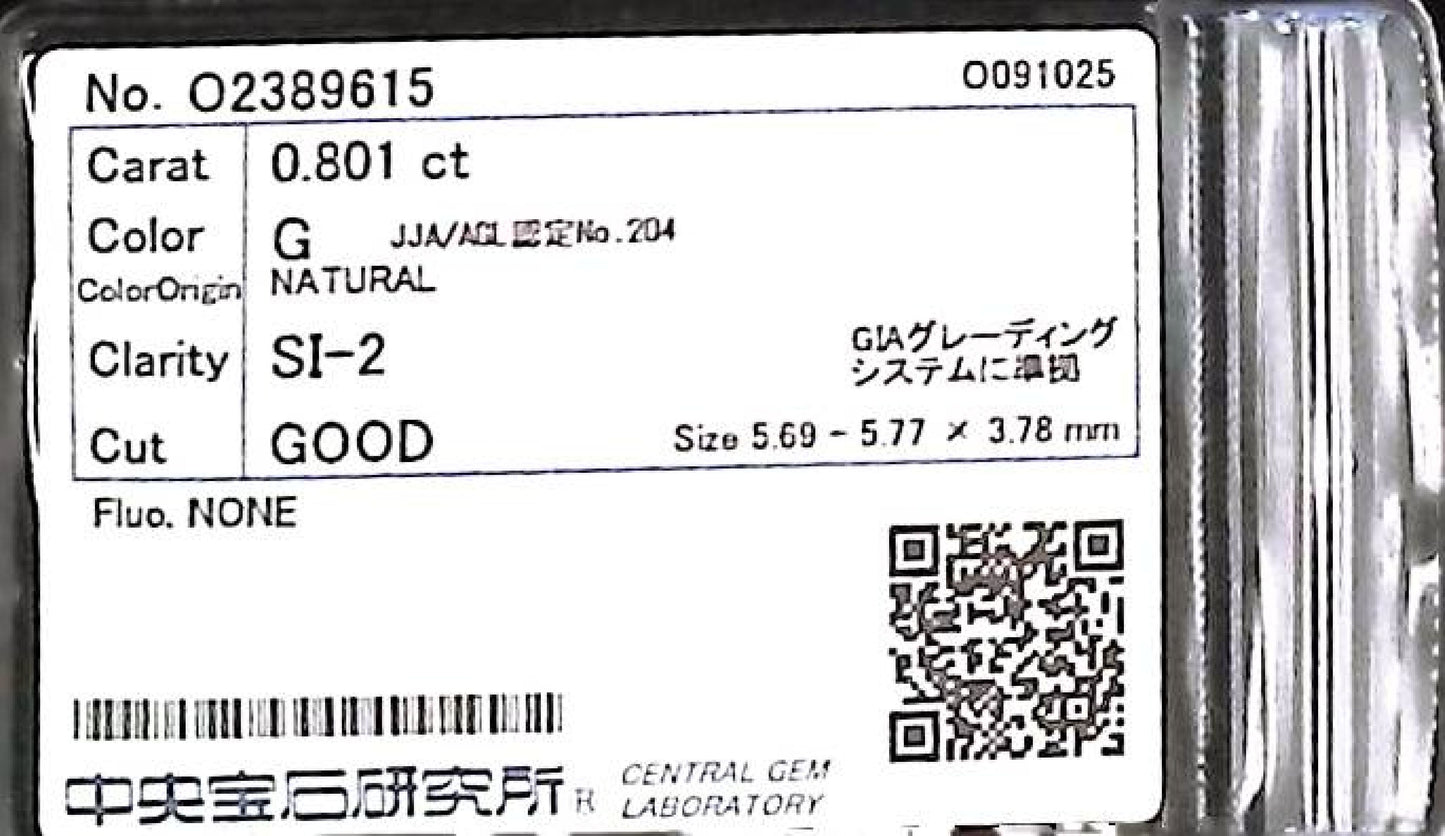 No. O2389615
O091025
Carat 0.801 ct
Color G JJA/AGL認定No.204
ColorOrigin NATURAL
Clarity SI-2
GIAグレーディング
システムに準拠
Cut GOOD Size 5.69 - 5.77 × 3.78 mm
Fluo. NONE
中央宝石研究所 R
CENTRAL GEM
LABORATORY